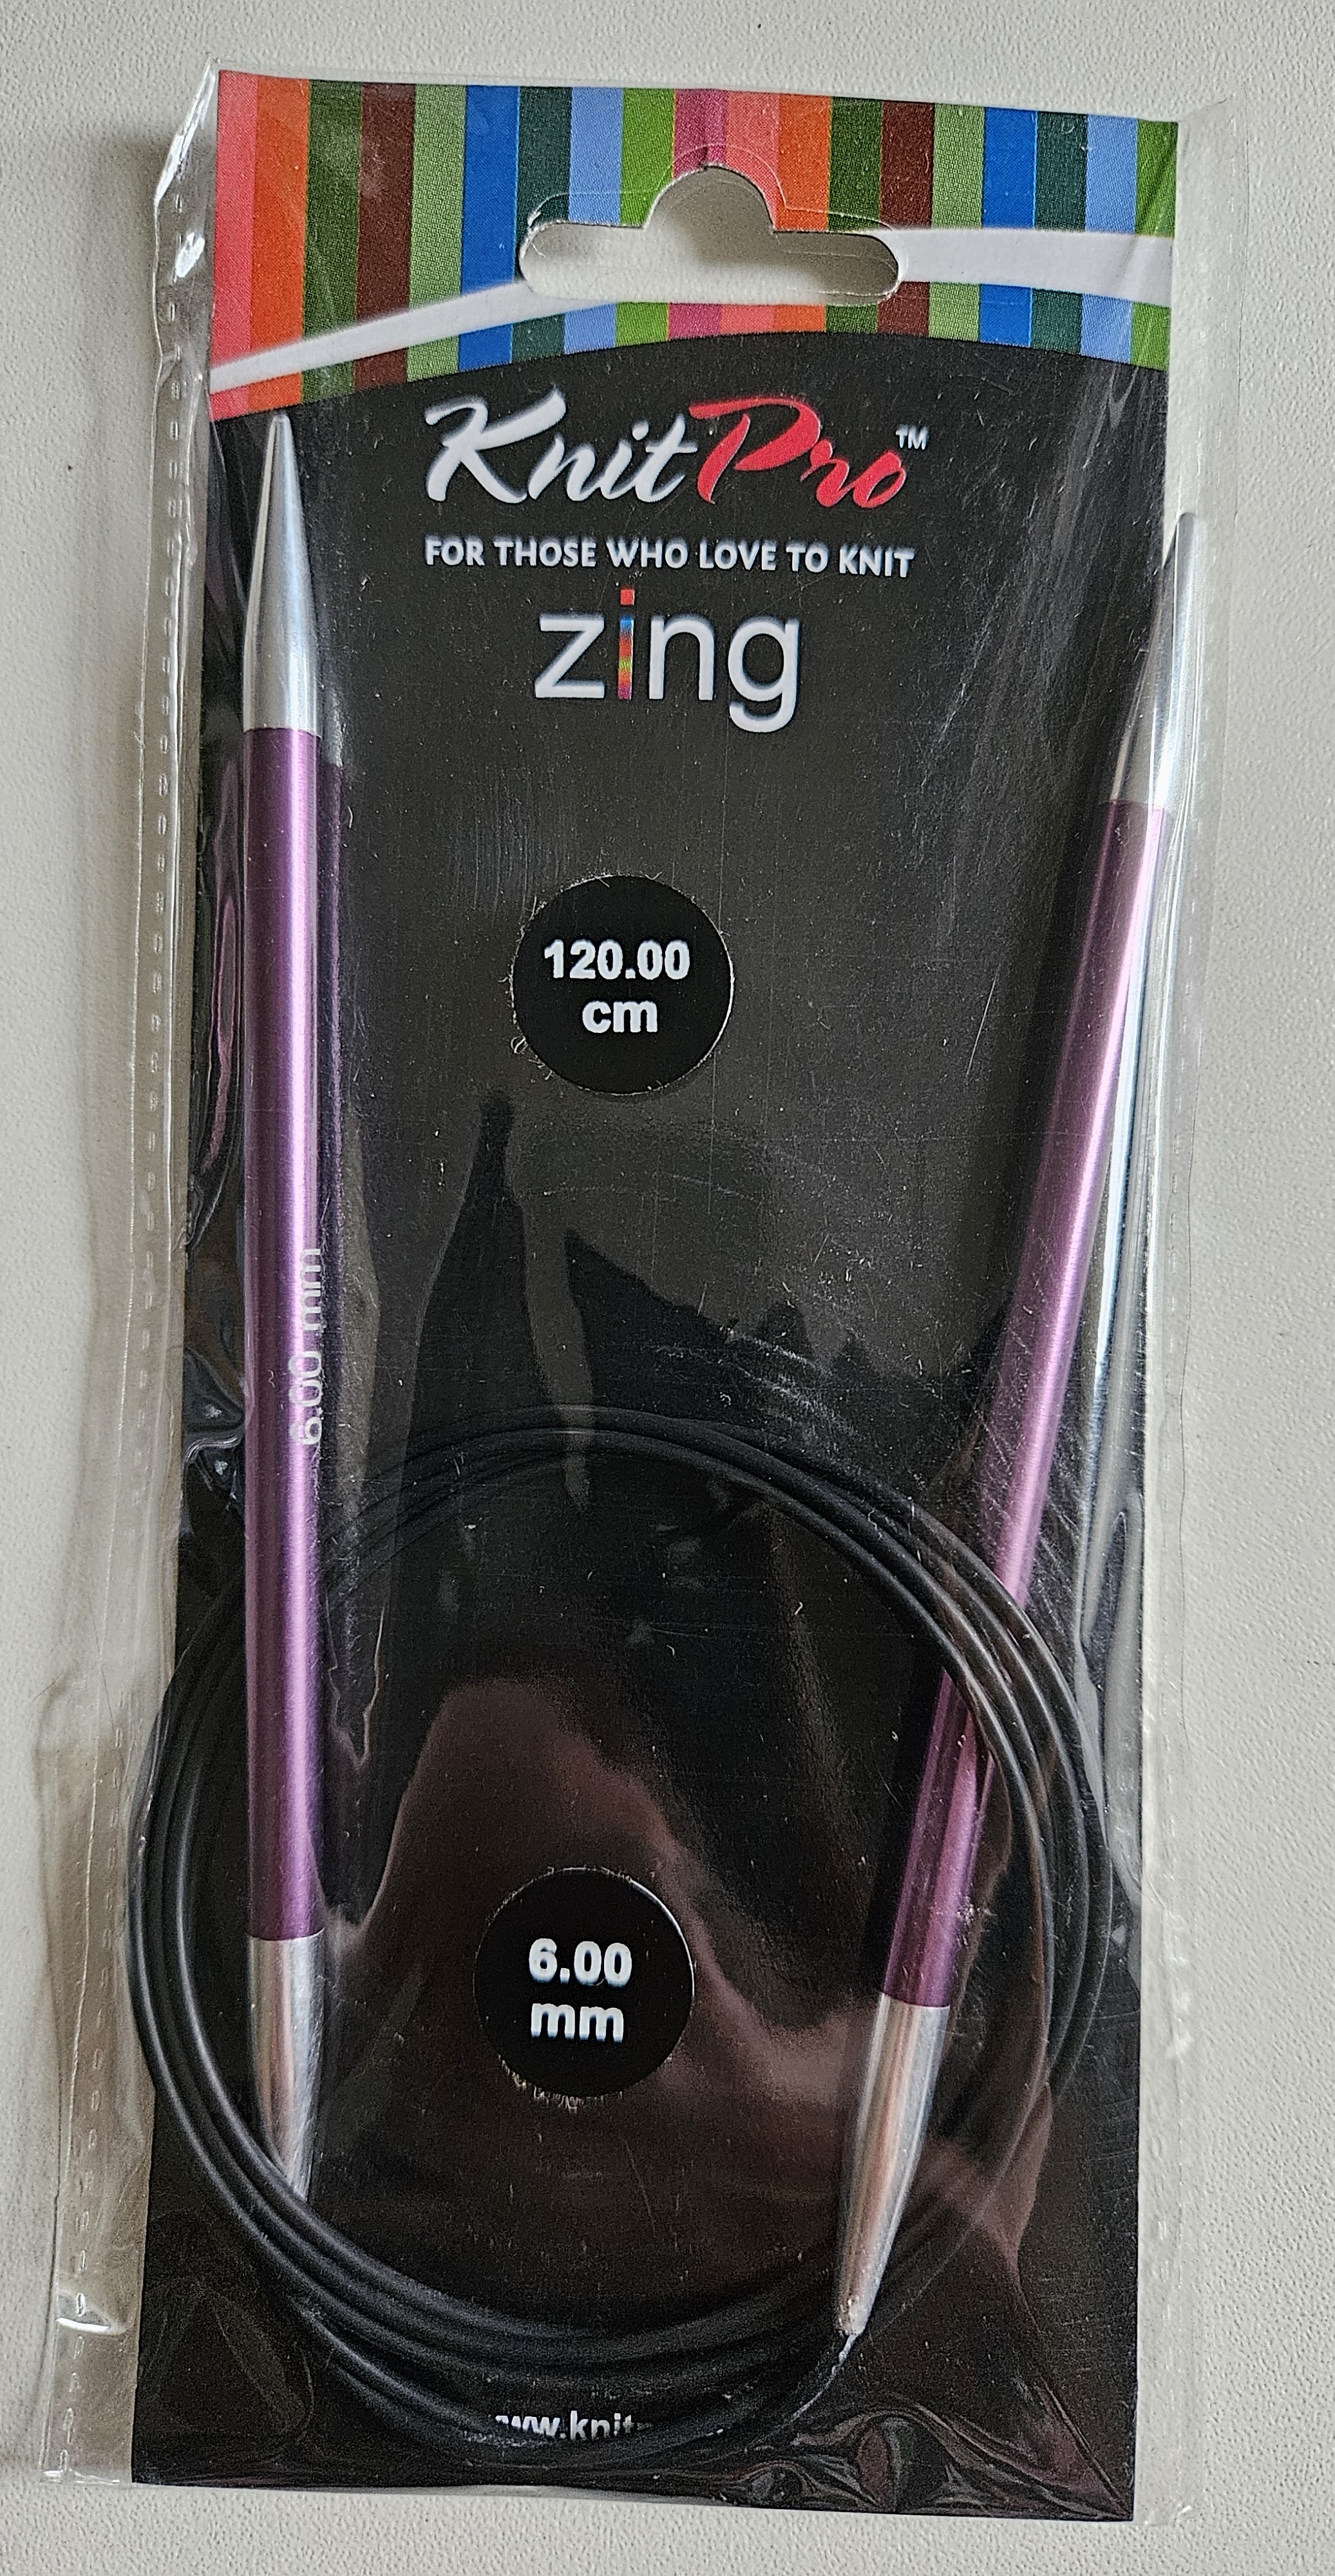 KnitPro™
FOR THOSE WHO LOVE TO KNIT
zing
120.00
cm
6.00 mm
6.00
mm